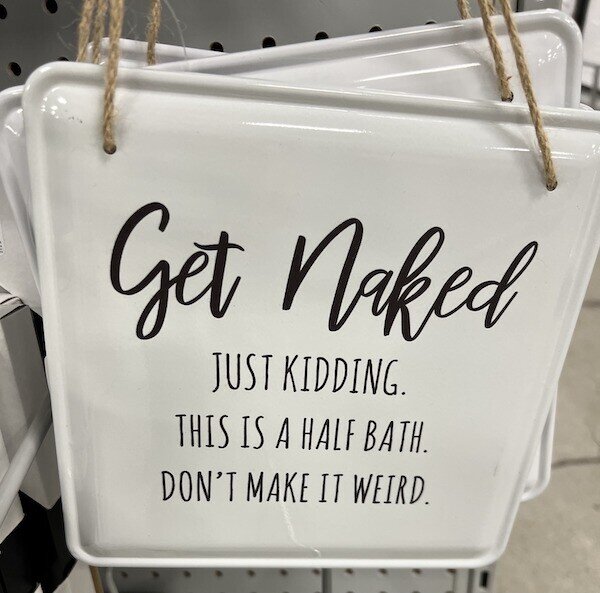 Get Naked
JUST KIDDING.
THIS IS A HALF BATH.
DON'T MAKE IT WEIRD.